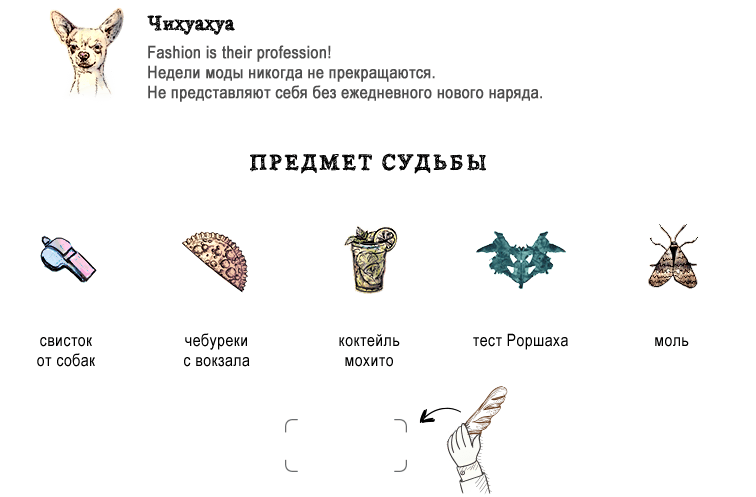 Чихуахуа
Fashion is their profession!
Недели моды никогда не прекращаются.
Не представляют себя без ежедневного нового наряда.
ПРЕДМЕТ СУДЬБЫ
свисток
от собак
чебуреки
с вокзала
коктейль
мохито
тест Роршаха
моль